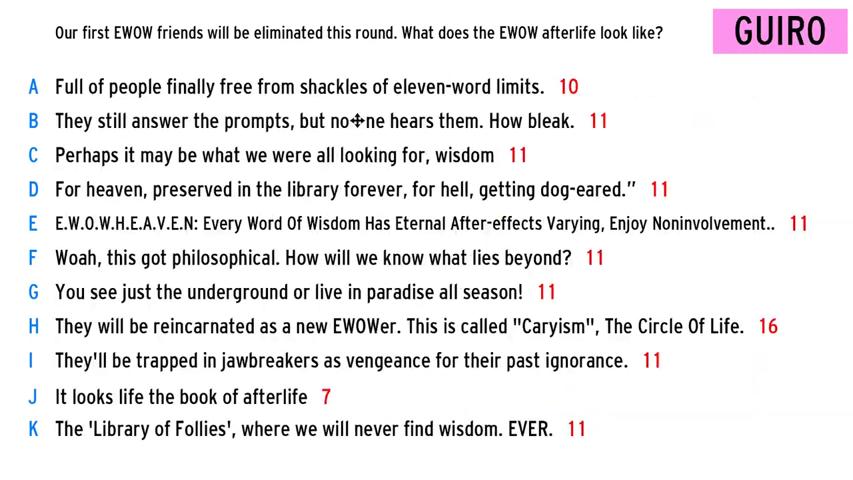 Our first EWOW friends will be eliminated this round. What does the EWOW afterlife look like?
GUIRO
A Full of people finally free from shackles of eleven-word limits. 10
B They still answer the prompts, but no✣ne hears them. How bleak. 11
C Perhaps it may be what we were all looking for, wisdom 11
D For heaven, preserved in the library forever, for hell, getting dog-eared.” 11
E E.W.O.W.H.E.A.V.E.N: Every Word Of Wisdom Has Eternal After-effects Varying, Enjoy Noninvolvement.. 11
F Woah, this got philosophical. How will we know what lies beyond? 11
G You see just the underground or live in paradise all season! 11
H They will be reincarnated as a new EWOWer. This is called "Caryism", The Circle Of Life. 16
I They'll be trapped in jawbreakers as vengeance for their past ignorance. 11
J It looks life the book of afterlife 7
K The 'Library of Follies', where we will never find wisdom. EVER. 11